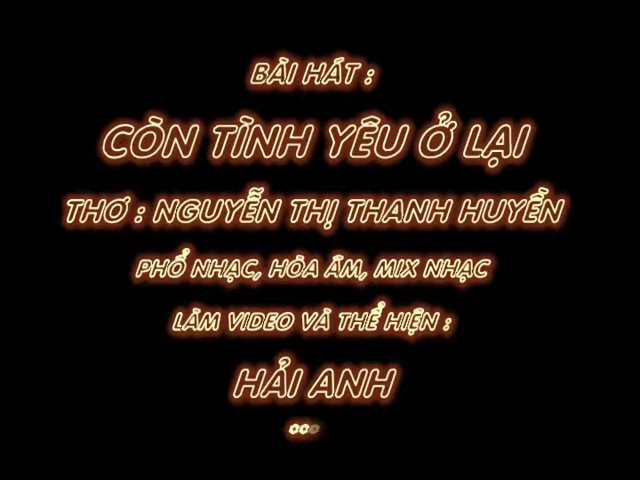 BÀI HÁT :
CÒN TÌNH YÊU Ở LẠI
THƠ : NGUYỄN THỊ THANH HUYỀN
PHỔ NHẠC, HÒA ÂM, MIX NHẠC
LÀM VIDEO VÀ THỂ HIỆN :
HẢI ANH